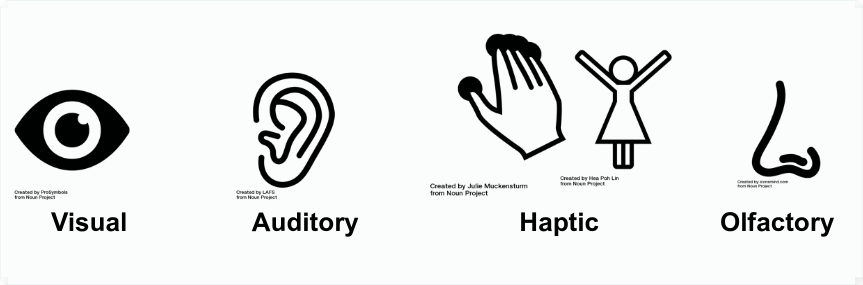 Created by ProSymbols
from Noun Project
Visual
Created by LAFS
from Noun Project
Auditory
Created by Julie Muckensturm
from Noun Project
Created by Hea Poh Lin
from Noun Project
Haptic
Created by
from Noun Project
Olfactory